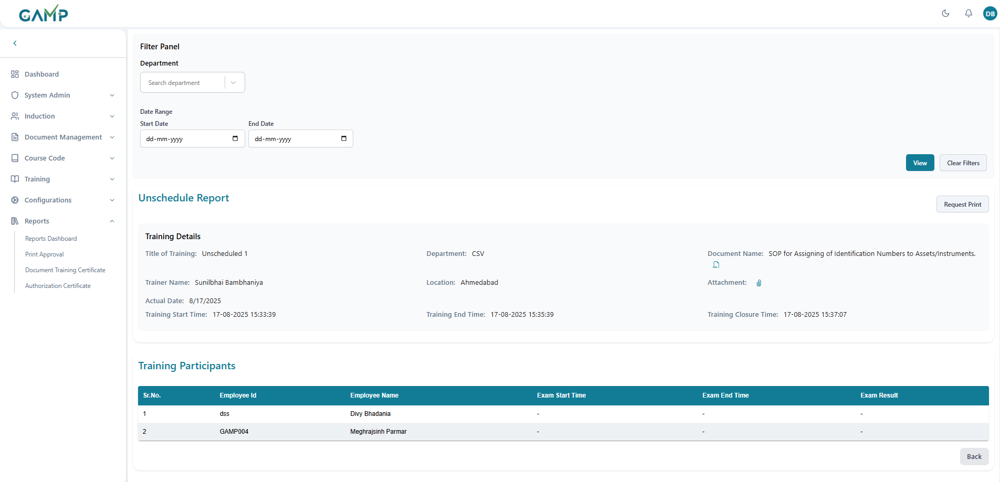 GAMP
DB
Dashboard
System Admin
Induction
Document Management
Course Code
Training
Configurations
Reports
Reports Dashboard
Print Approval
Document Training Certificate
Authorization Certificate
Filter Panel
Department
Search department
Date Range
Start Date End Date
dd-mm-yyyy dd-mm-yyyy
View Clear Filters
Unschedule Report
Request Print
Training Details
Title of Training: Unscheduled 1 Department: CSV Document Name: SOP for Assigning of Identification Numbers to Assets/Instruments.
PDF
Trainer Name: Sunilbhai Bambhaniya Location: Ahmedabad Attachment:
Actual Date: 8/17/2025
Training Start Time: 17-08-2025 15:33:39 Training End Time: 17-08-2025 15:35:39 Training Closure Time: 17-08-2025 15:37:07
Training Participants
Sr.No. Employee Id Employee Name Exam Start Time Exam End Time Exam Result
1 dss Divy Bhadania - - -
2 GAMP004 Meghrajsinh Parmar - - -
Back